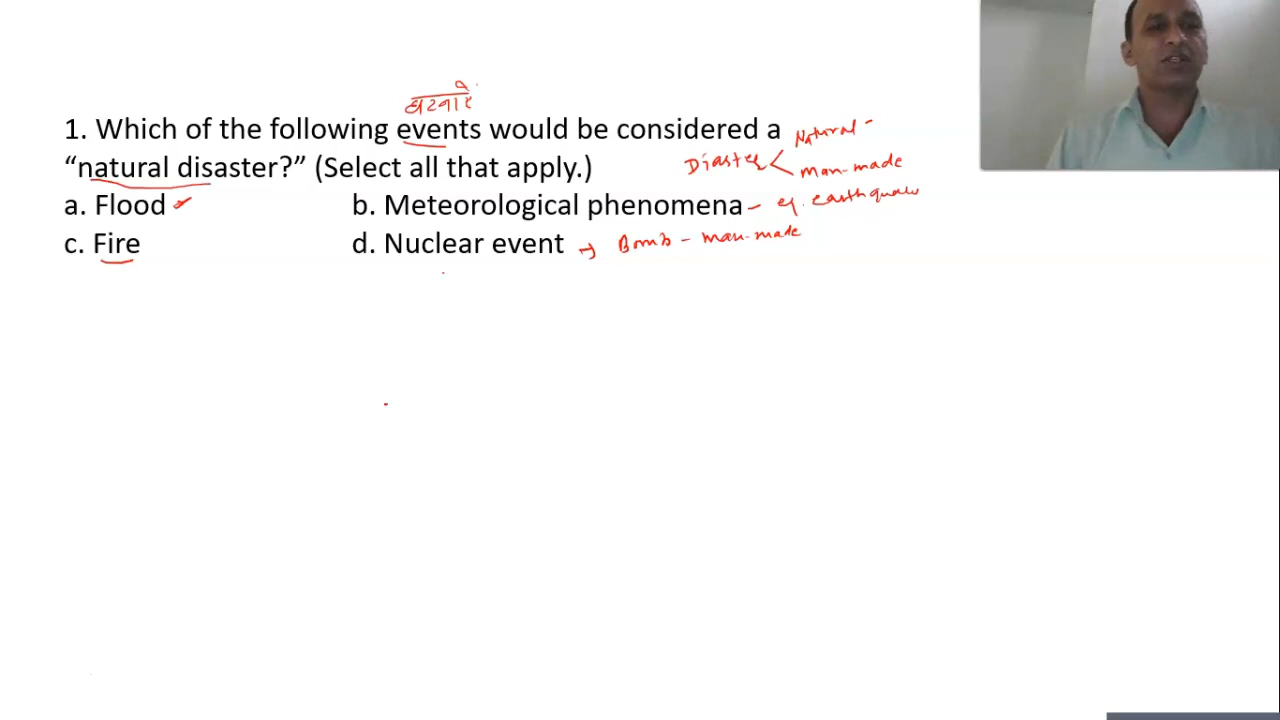 घटनाएं
1. Which of the following events would be considered a
“natural disaster?” (Select all that apply.)
Natural -
Diaster < man-made
a. Flood b. Meteorological phenomena - eg. earthquake
c. Fire d. Nuclear event → Bomb - man-made